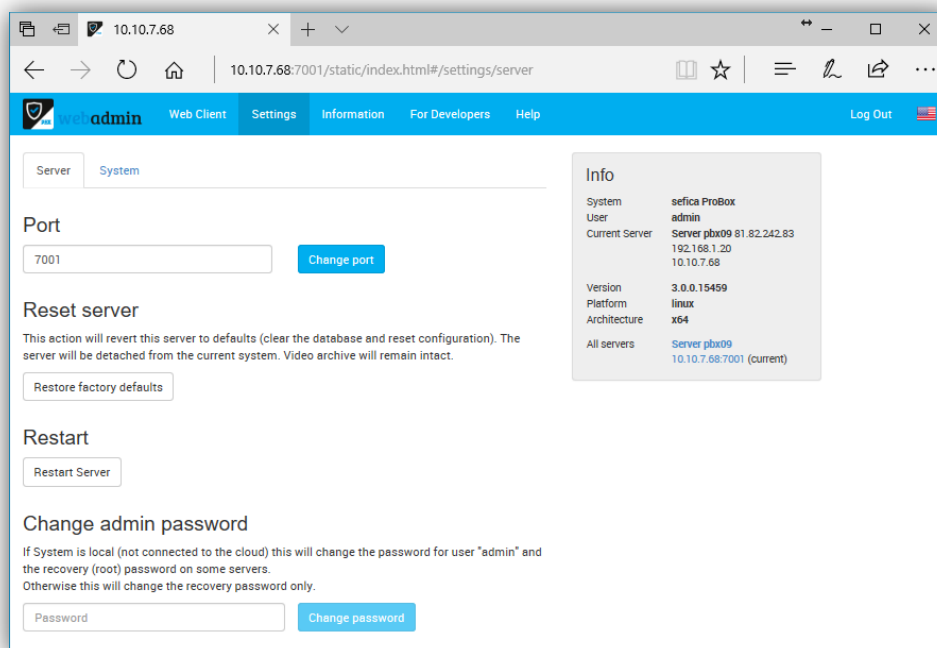 10.10.7.68
10.10.7.68:7001/static/index.html#/settings/server
webadmin Web Client Settings Information For Developers Help Log Out
Server System
Port
7001 Change port
Reset server
This action will revert this server to defaults (clear the database and reset configuration). The
server will be detached from the current system. Video archive will remain intact.
Restore factory defaults
Restart
Restart Server
Change admin password
If System is local (not connected to the cloud) this will change the password for user "admin" and
the recovery (root) password on some servers.
Otherwise this will change the recovery password only.
Password Change password
Info
System sefica ProBox
User admin
Current Server Server pbx09 81.82.242.83
192.168.1.20
10.10.7.68
Version 3.0.0.15459
Platform linux
Architecture x64
All servers Server pbx09
10.10.7.68:7001 (current)